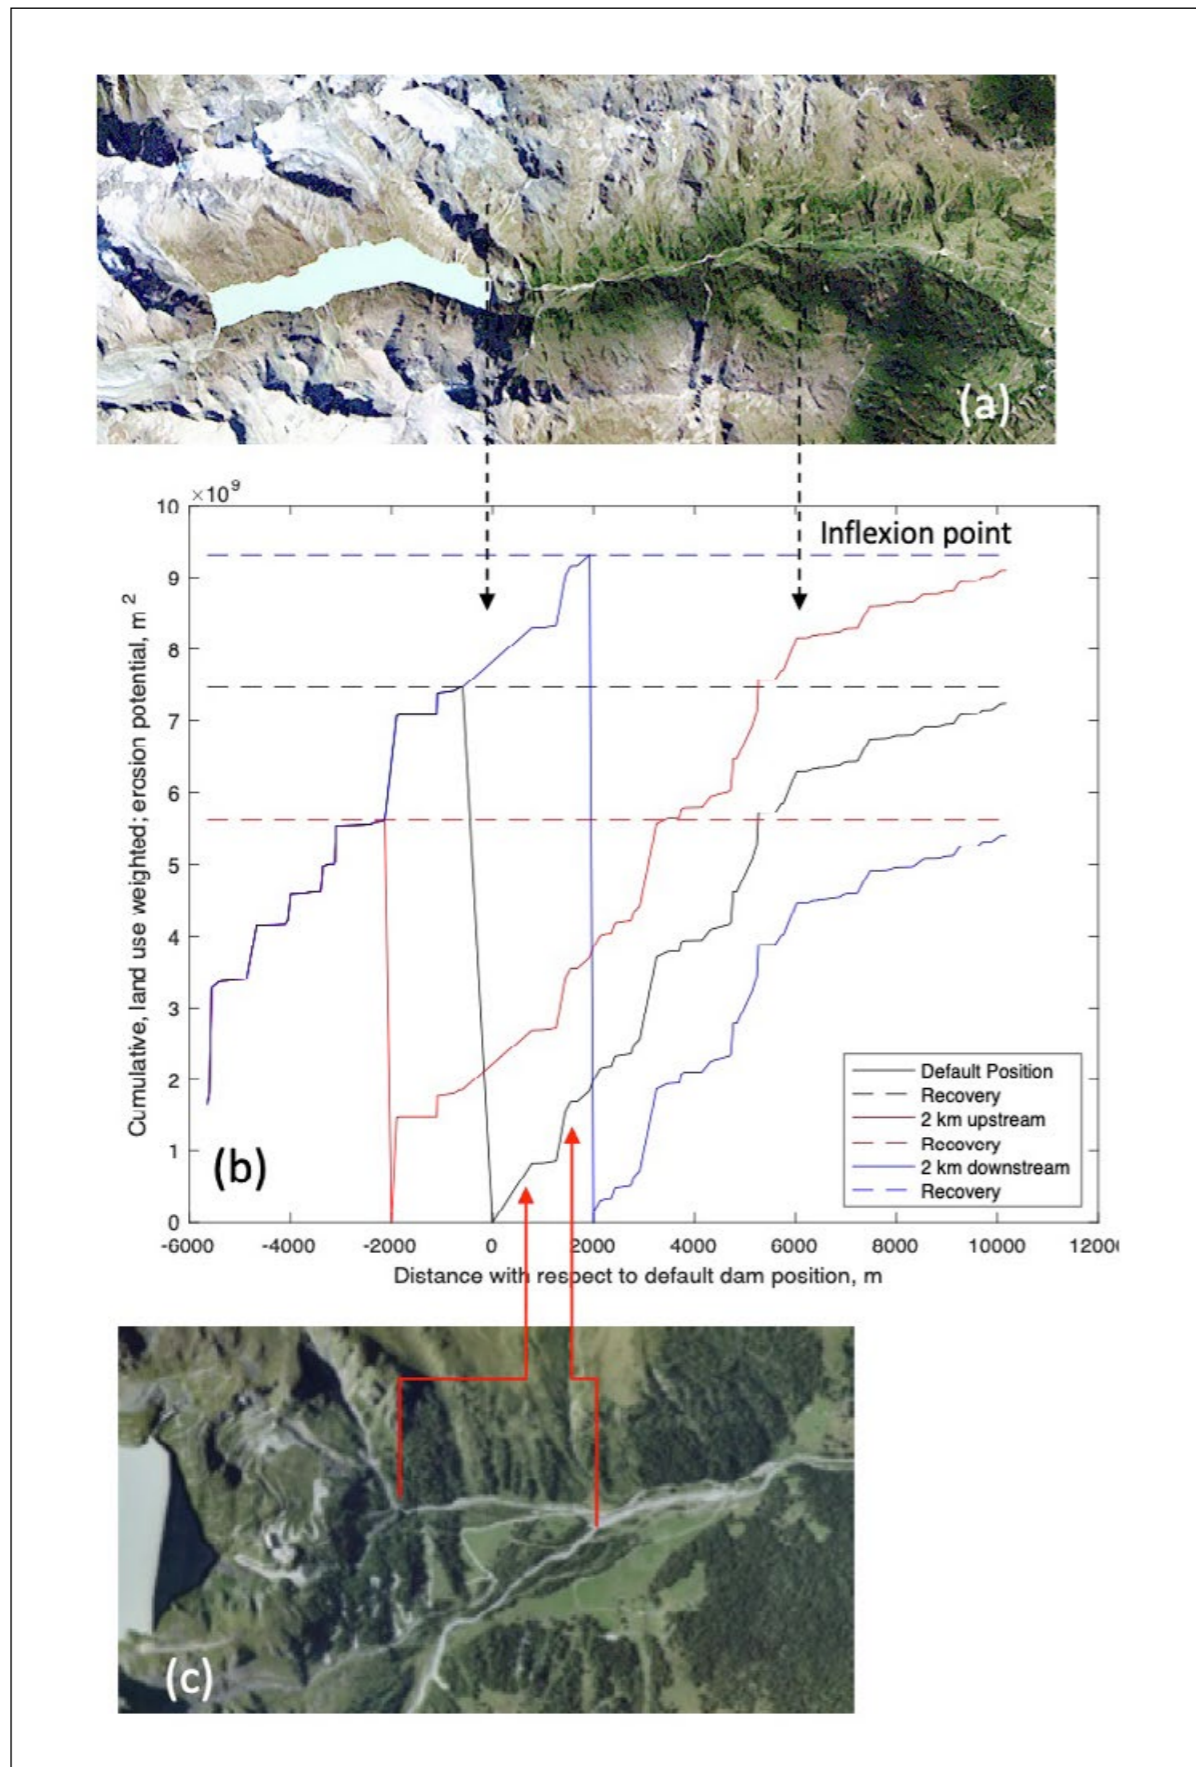 (a)
×10⁹
Inflexion point
10
9
8
7
6
5
4
3
2
1
0
Cumulative, land use weighted; erosion potential, m ²
(b)
Default Position
Recovery
2 km upstream
Recovery
2 km downstream
Recovery
-6000 -4000 -2000 0 2000 4000 6000 8000 10000 1200
Distance with respect to default dam position, m
(c)